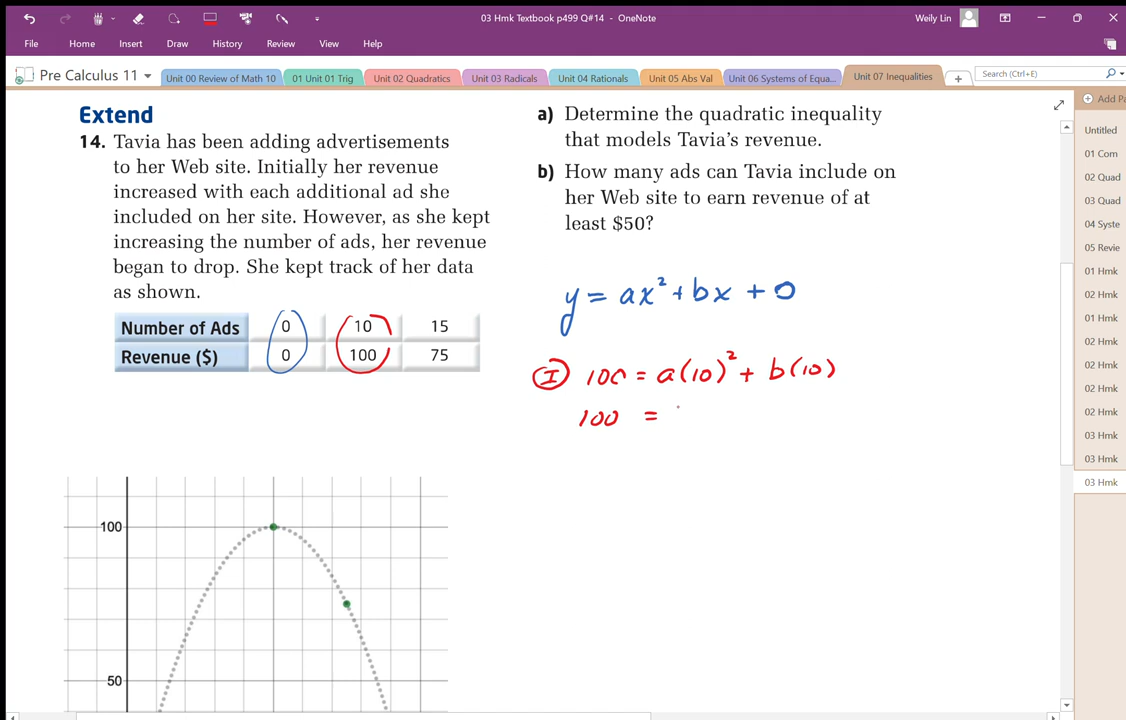 03 Hmk Textbook p499 Q#14 - OneNote
Weily Lin
File Home Insert Draw History Review View Help
Pre Calculus 11
Unit 00 Review of Math 10
01 Unit 01 Trig
Unit 02 Quadratics
Unit 03 Radicals
Unit 04 Rationals
Unit 05 Abs Val
Unit 06 Systems of Equa...
Unit 07 Inequalities
Search (Ctrl+E)
Add Pa
Untitled
01 Com
02 Quad
03 Quad
04 Syste
05 Revie
01 Hmk
02 Hmk
01 Hmk
02 Hmk
02 Hmk
02 Hmk
02 Hmk
03 Hmk
03 Hmk
03 Hmk
Extend
14. Tavia has been adding advertisements
to her Web site. Initially her revenue
increased with each additional ad she
included on her site. However, as she kept
increasing the number of ads, her revenue
began to drop. She kept track of her data
as shown.
Number of Ads 0 10 15
Revenue ($) 0 100 75
100
50
a) Determine the quadratic inequality
that models Tavia's revenue.
b) How many ads can Tavia include on
her Web site to earn revenue of at
least $50?
y = ax² + bx + 0
I 100 = a(10)² + b(10)
100 =